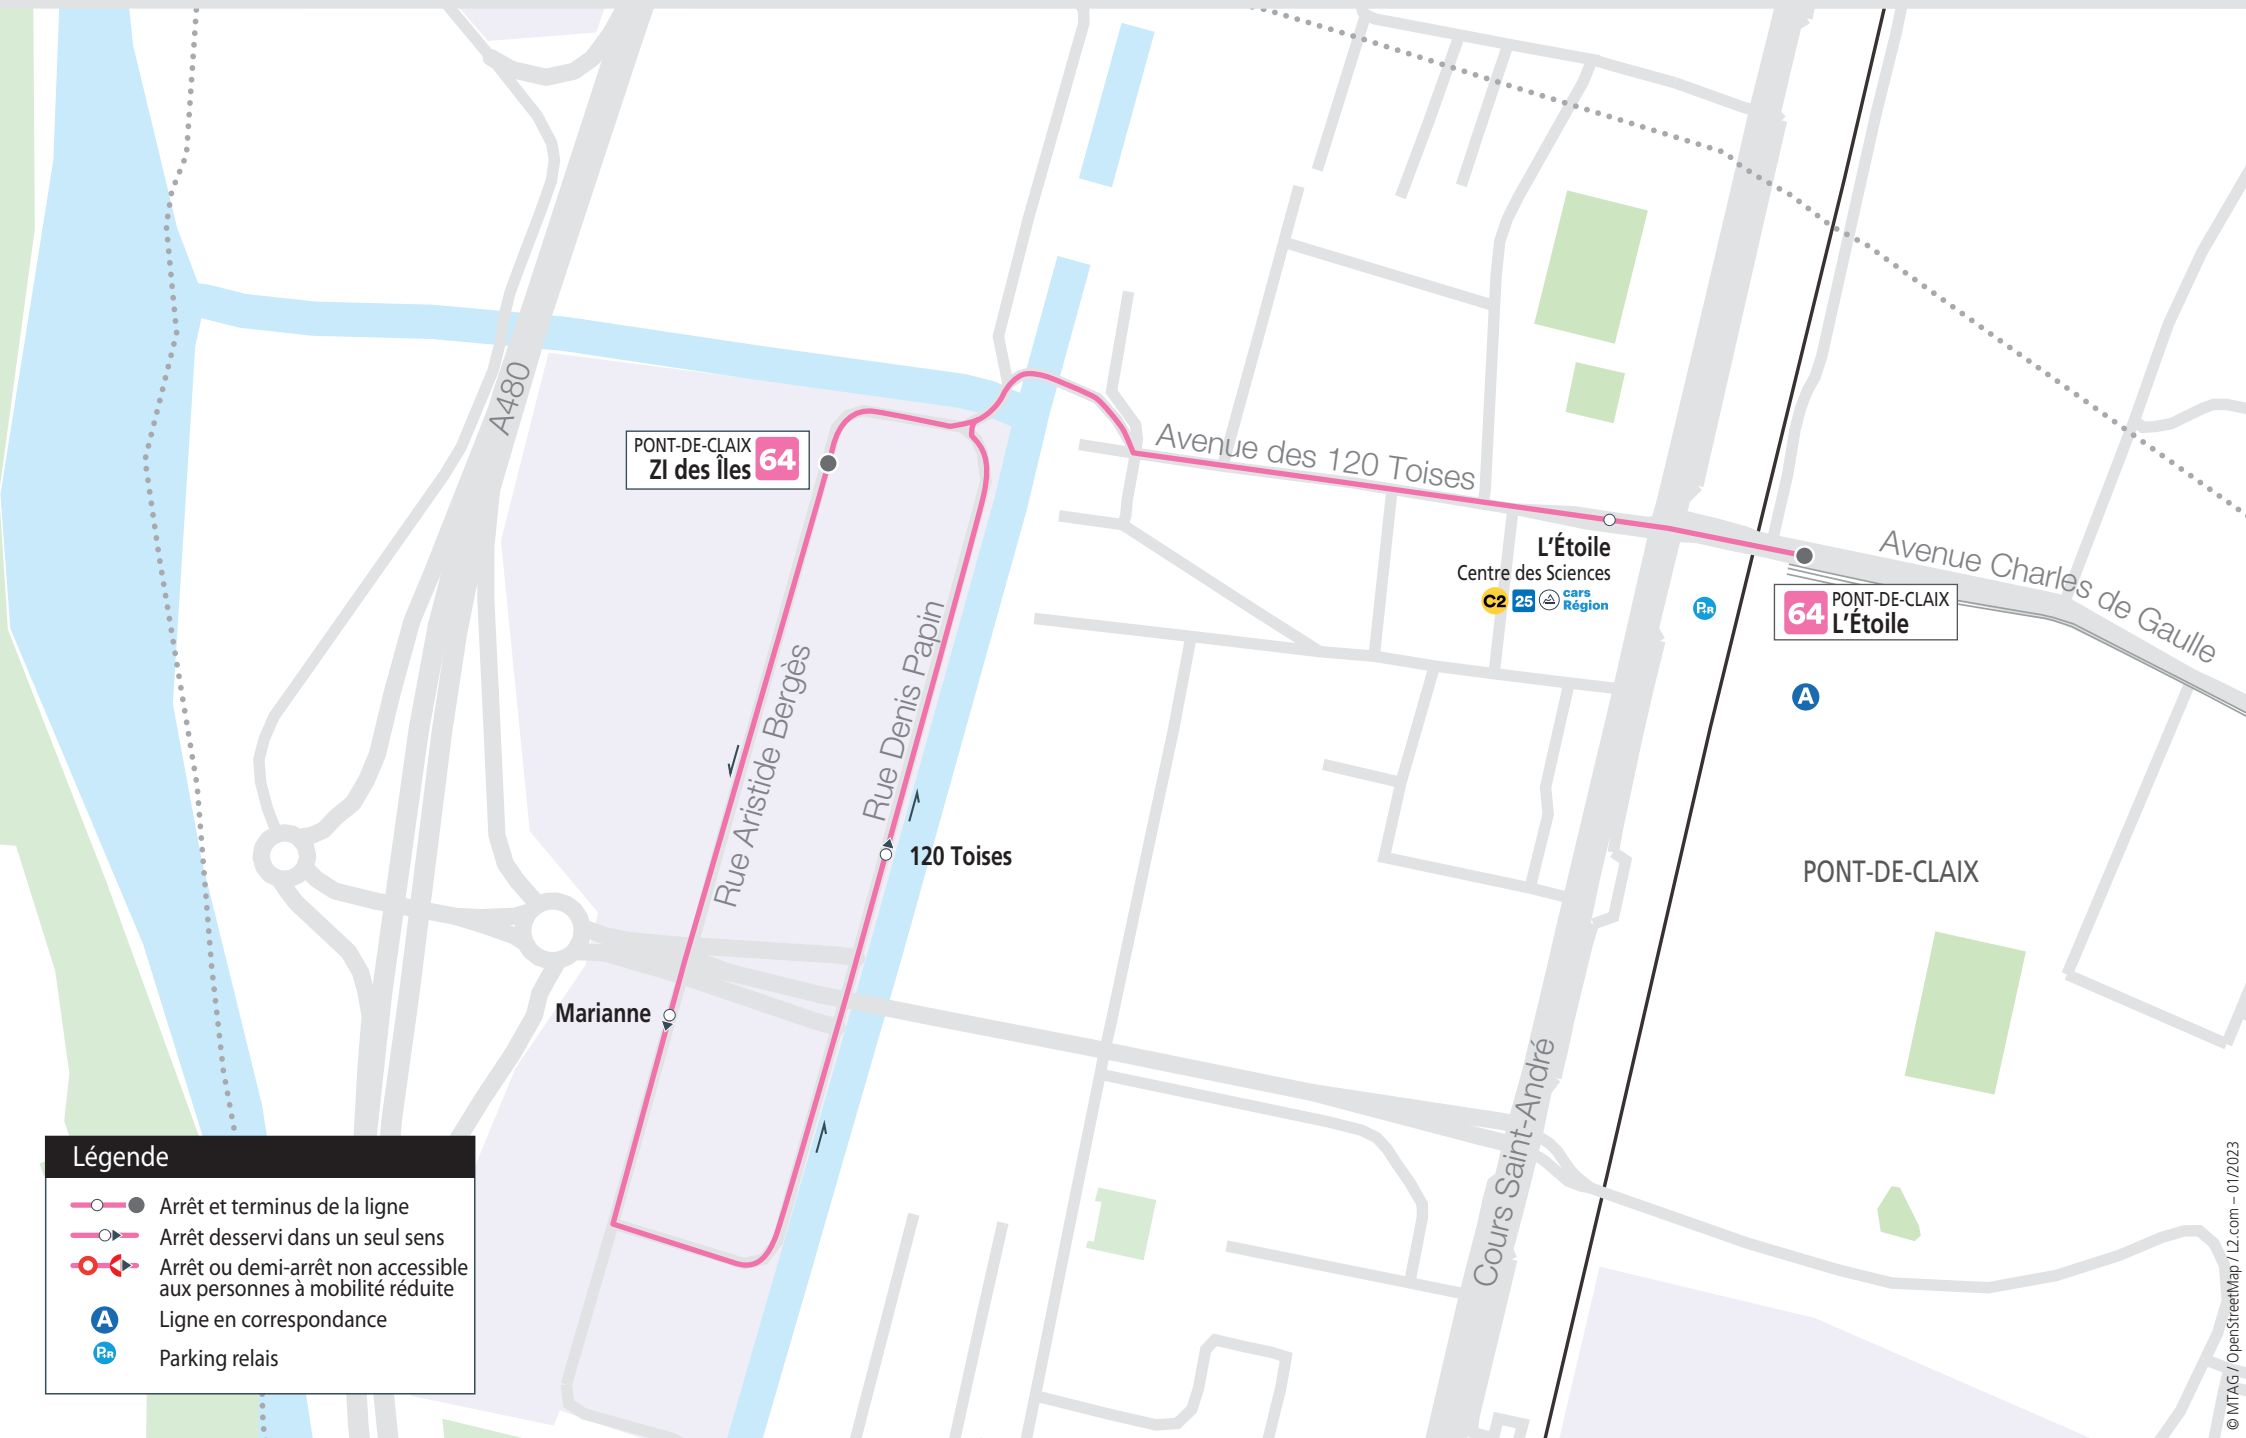 A480
PONT-DE-CLAIX
ZI des Îles
64
Avenue des 120 Toises
L'Étoile
Centre des Sciences
C2 25 cars
Région
P+R
Avenue Charles de Gaulle
64
PONT-DE-CLAIX
L'Étoile
A
Rue Aristide Bergès
Rue Denis Papin
120 Toises
PONT-DE-CLAIX
Marianne
Cours Saint-André
Légende
Arrêt et terminus de la ligne
Arrêt desservi dans un seul sens
Arrêt ou demi-arrêt non accessible
aux personnes à mobilité réduite
A
Ligne en correspondance
P+R
Parking relais
© MTAG / OpenStreetMap / L2.com – 01/2023